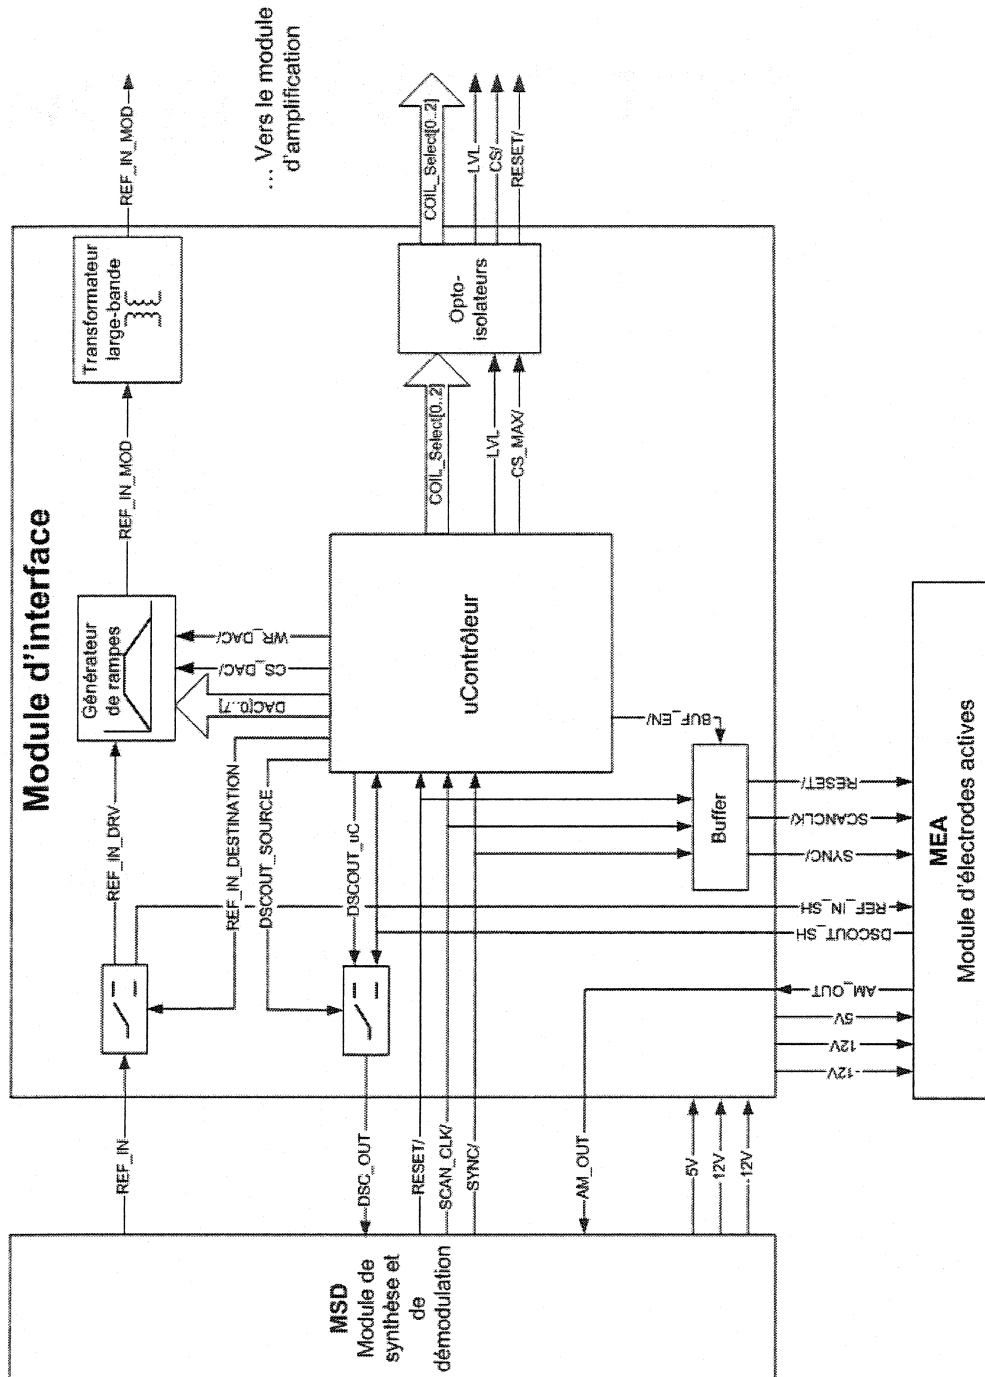 Module d'interface
MSD
Module de
synthèse et
de
démodulation
REF_IN
DSC_OUT
RESET/
SCAN_CLK/
SYNC/
AM_OUT
5V
12V
-12V
REF_IN_DRV
REF_IN_DESTINATION
DSCOUT_SOURCE
DSCOUT_uC
Générateur
de rampes
DAC[0..7]
CS_DAC/
WR_DAC/
REF_IN_MOD
Transformateur
large-bande
REF_IN_MOD
... Vers le module
d'amplification
uContrôleur
COIL_Select[0..2]
LVL
CS_MAX/
Opto-
isolateurs
COIL_Select[0..2]
LVL
CS/
RESET/
BUF_EN/
Buffer
-12V
12V
5V
AM_OUT
DSCOUT_SH
REF_IN_SH
SYNC/
SCANCLK/
RESET/
MEA
Module d'électrodes actives